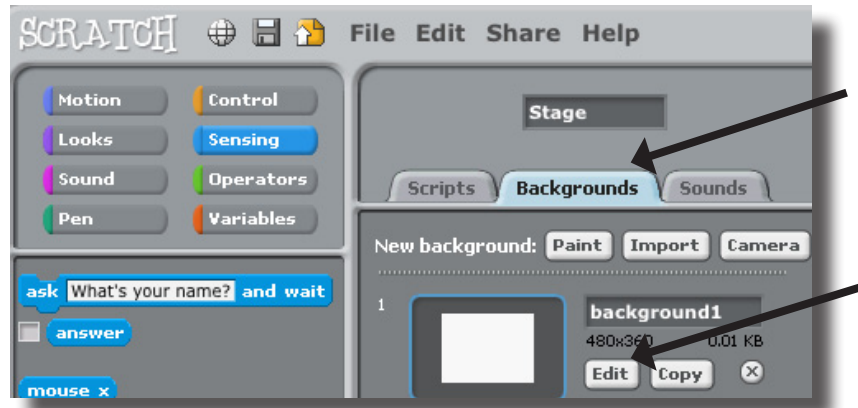 SCRATCH File Edit Share Help
Motion Control
Looks Sensing
Sound Operators
Pen Variables
ask What's your name? and wait
answer
mouse x
Stage
Scripts Backgrounds Sounds
New background: Paint Import Camera
1
background1
480x360 0.01 KB
Edit Copy